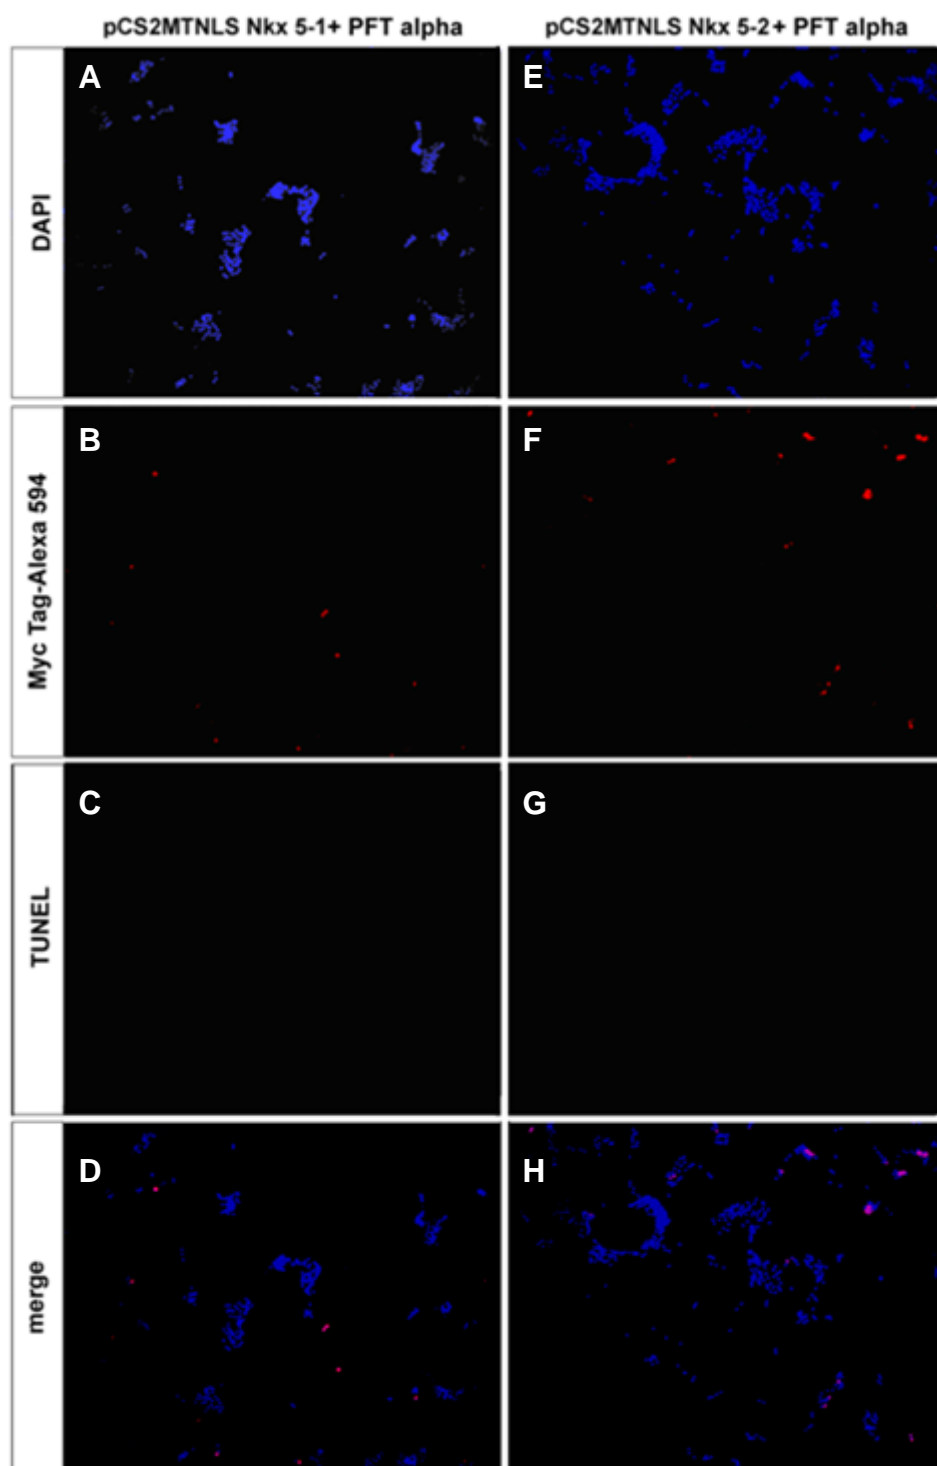 pCS2MTNLS Nkx 5-1+ PFT alpha
pCS2MTNLS Nkx 5-2+ PFT alpha
DAPI
A
E
Myc Tag-Alexa 594
B
F
TUNEL
C
G
merge
D
H